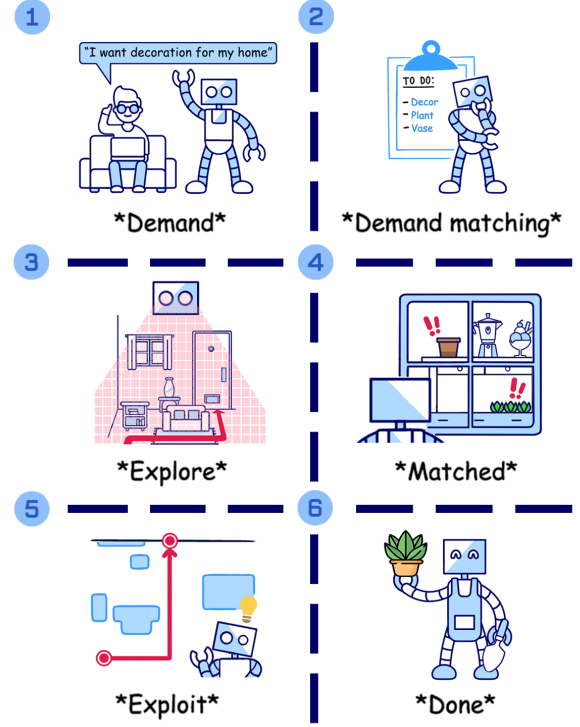 1
2
"I want decoration for my home"
TO DO:
- Decor
- Plant
- Vase
*Demand*
*Demand matching*
3
4
!!
!!
*Explore*
*Matched*
5
6
*Exploit*
*Done*